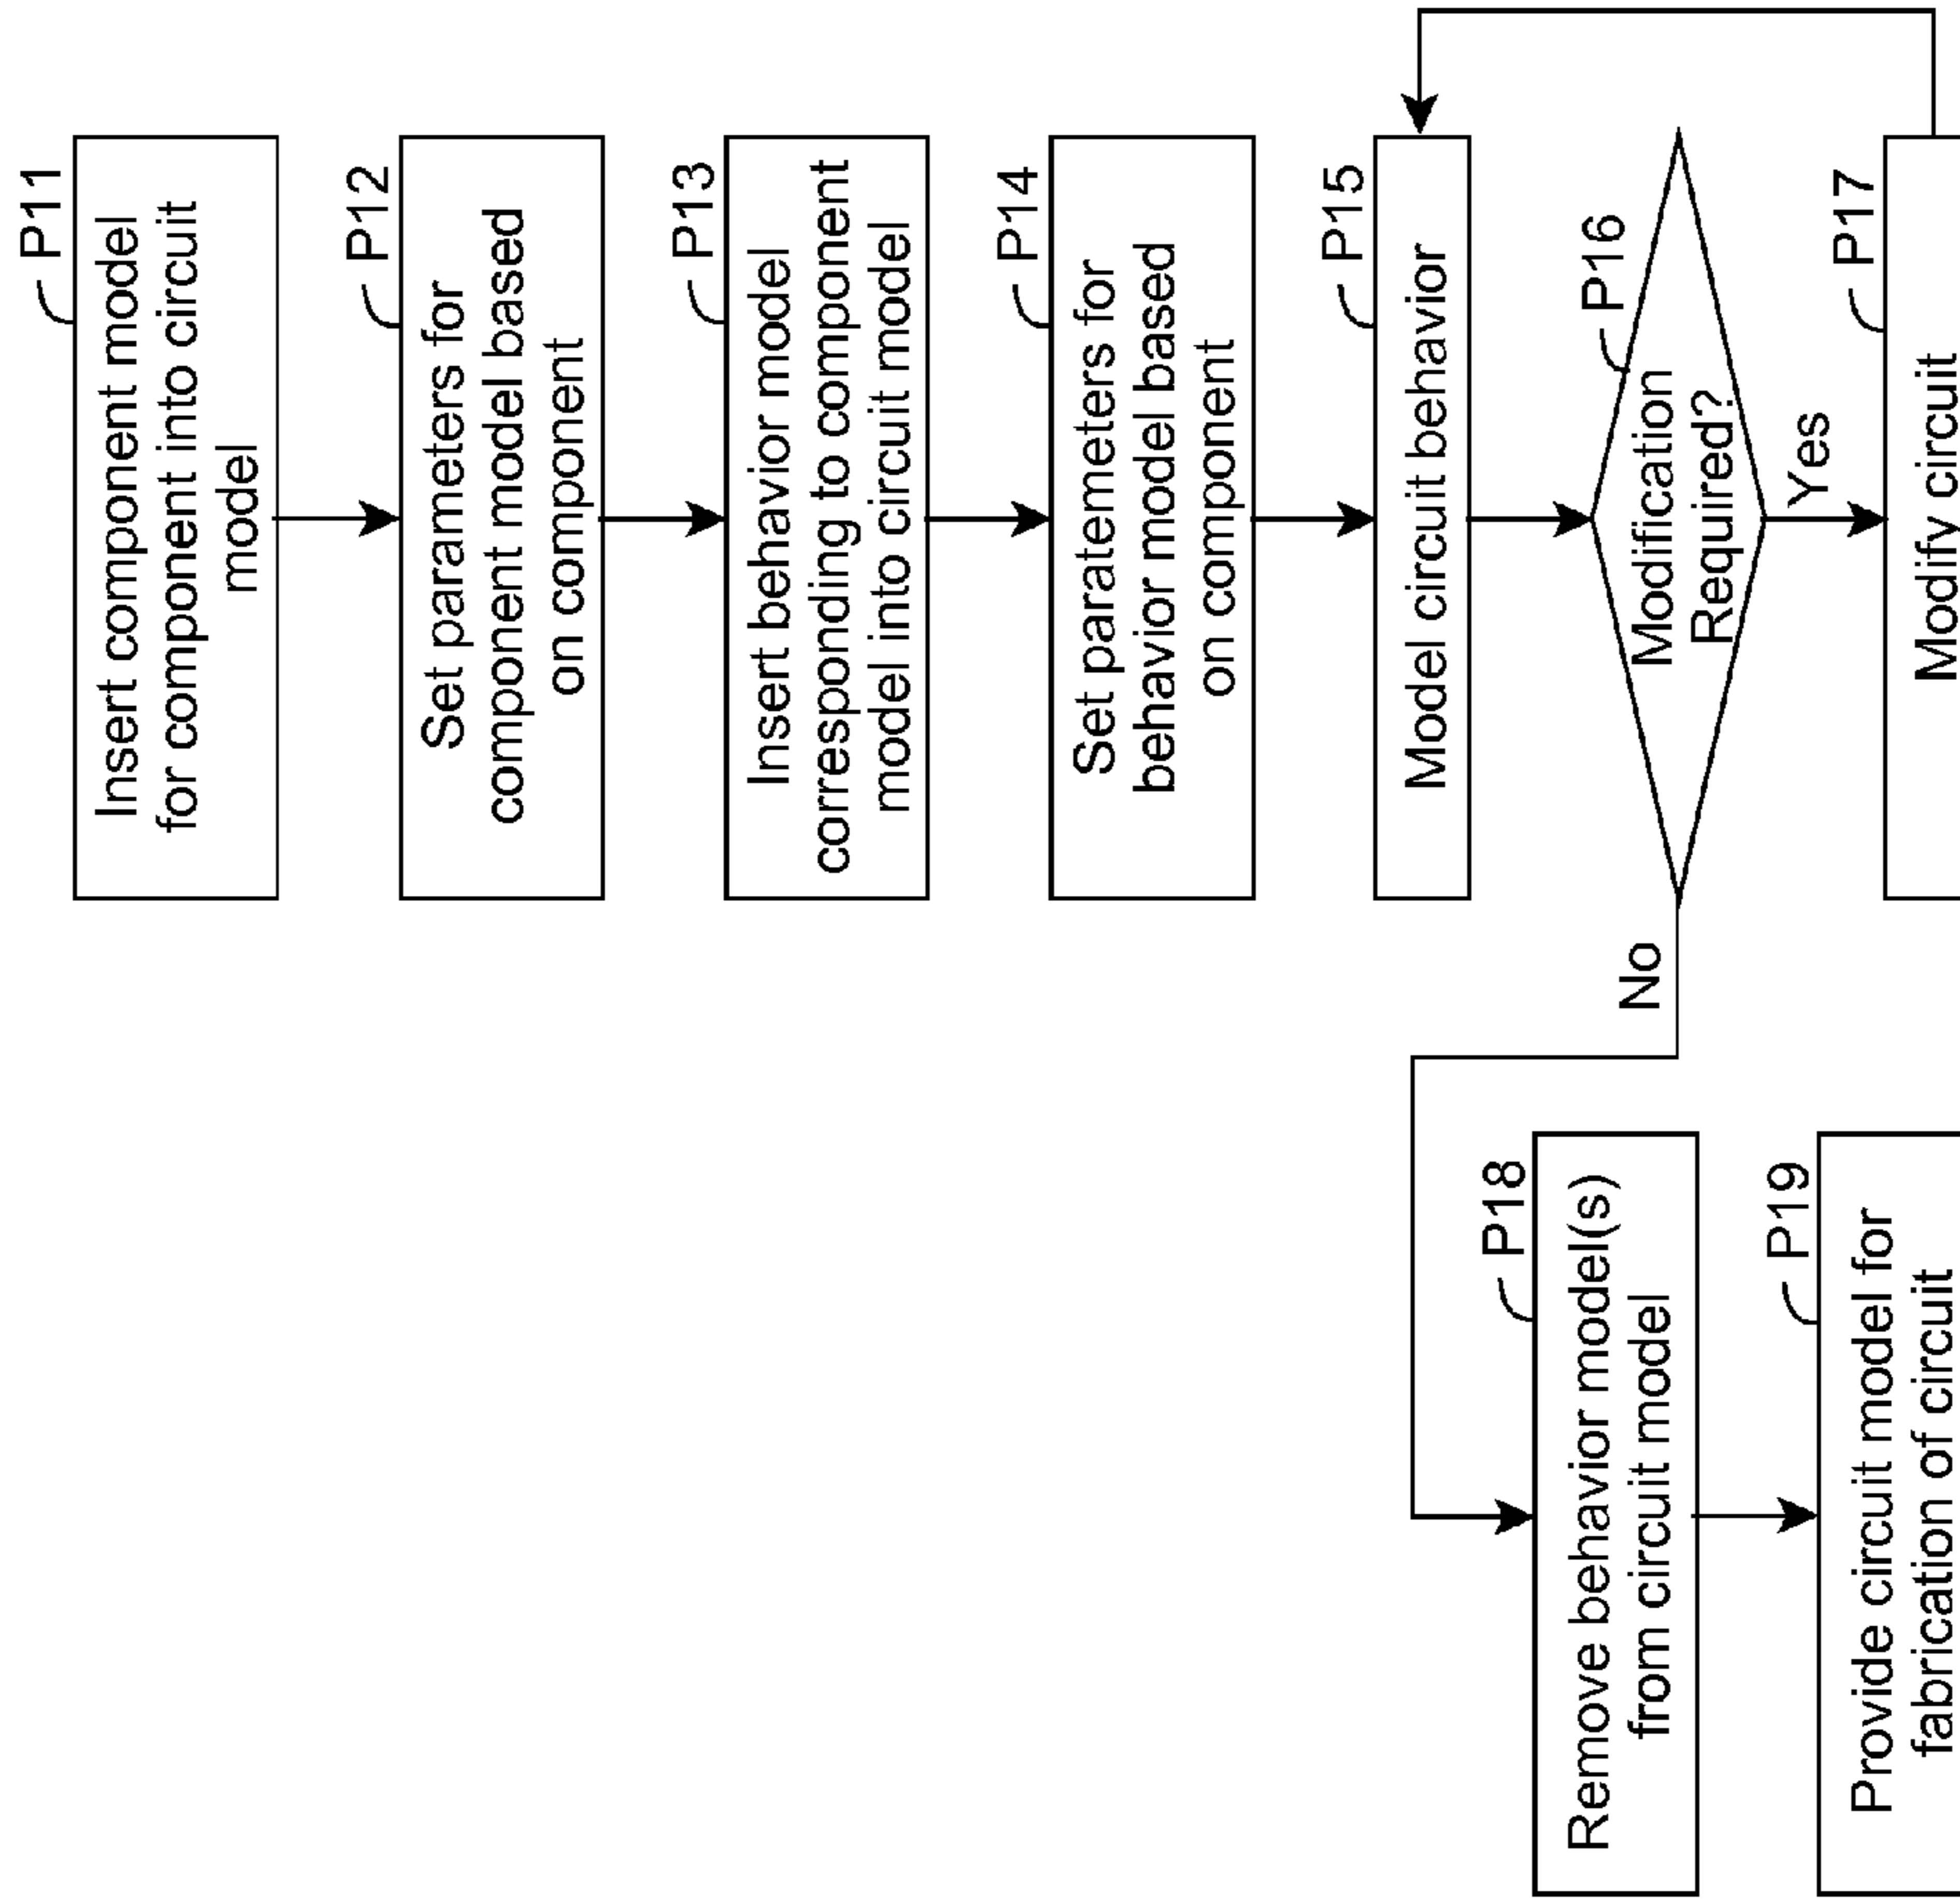 P11
Insert component model
for component into circuit
model
P12
Set parameters for
component model based
on component
P13
Insert behavior model
corresponding to component
model into circuit model
P14
Set paratemeters for
behavior model based
on component
P15
Model circuit behavior
P16
Modification
Required?
Yes
No
P17
Modify circuit
P18
Remove behavior model(s)
from circuit model
P19
Provide circuit model for
fabrication of circuit